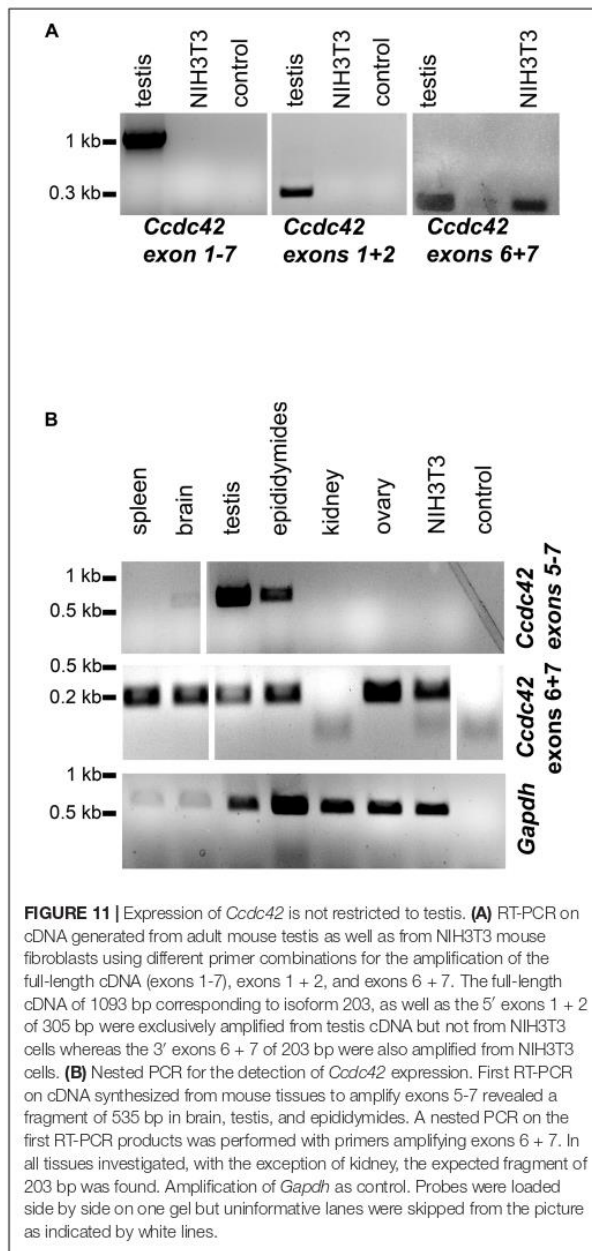 A
testis
NIH3T3
control
testis
NIH3T3
control
testis
NIH3T3
1 kb
0.3 kb
Ccdc42
exon 1-7
Ccdc42
exons 1+2
Ccdc42
exons 6+7
B
spleen
brain
testis
epididymides
kidney
ovary
NIH3T3
control
1 kb
0.5 kb
Ccdc42
exons 5-7
0.5 kb
0.2 kb
Ccdc42
exons 6+7
1 kb
0.5 kb
Gapdh
FIGURE 11 | Expression of Ccdc42 is not restricted to testis. (A) RT-PCR on
cDNA generated from adult mouse testis as well as from NIH3T3 mouse
fibroblasts using different primer combinations for the amplification of the
full-length cDNA (exons 1-7), exons 1 + 2, and exons 6 + 7. The full-length
cDNA of 1093 bp corresponding to isoform 203, as well as the 5′ exons 1 + 2
of 305 bp were exclusively amplified from testis cDNA but not from NIH3T3
cells whereas the 3′ exons 6 + 7 of 203 bp were also amplified from NIH3T3
cells. (B) Nested PCR for the detection of Ccdc42 expression. First RT-PCR
on cDNA synthesized from mouse tissues to amplify exons 5-7 revealed a
fragment of 535 bp in brain, testis, and epididymides. A nested PCR on the
first RT-PCR products was performed with primers amplifying exons 6 + 7. In
all tissues investigated, with the exception of kidney, the expected fragment of
203 bp was found. Amplification of Gapdh as control. Probes were loaded
side by side on one gel but uninformative lanes were skipped from the picture
as indicated by white lines.